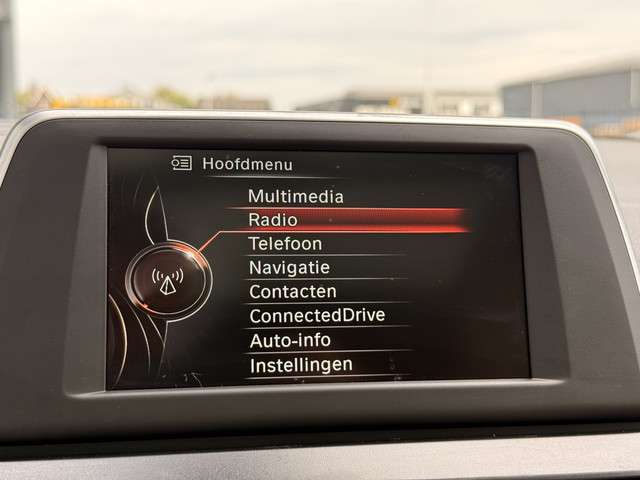 Hoofdmenu
Multimedia
Radio
Telefoon
Navigatie
Contacten
ConnectedDrive
Auto-info
Instellingen